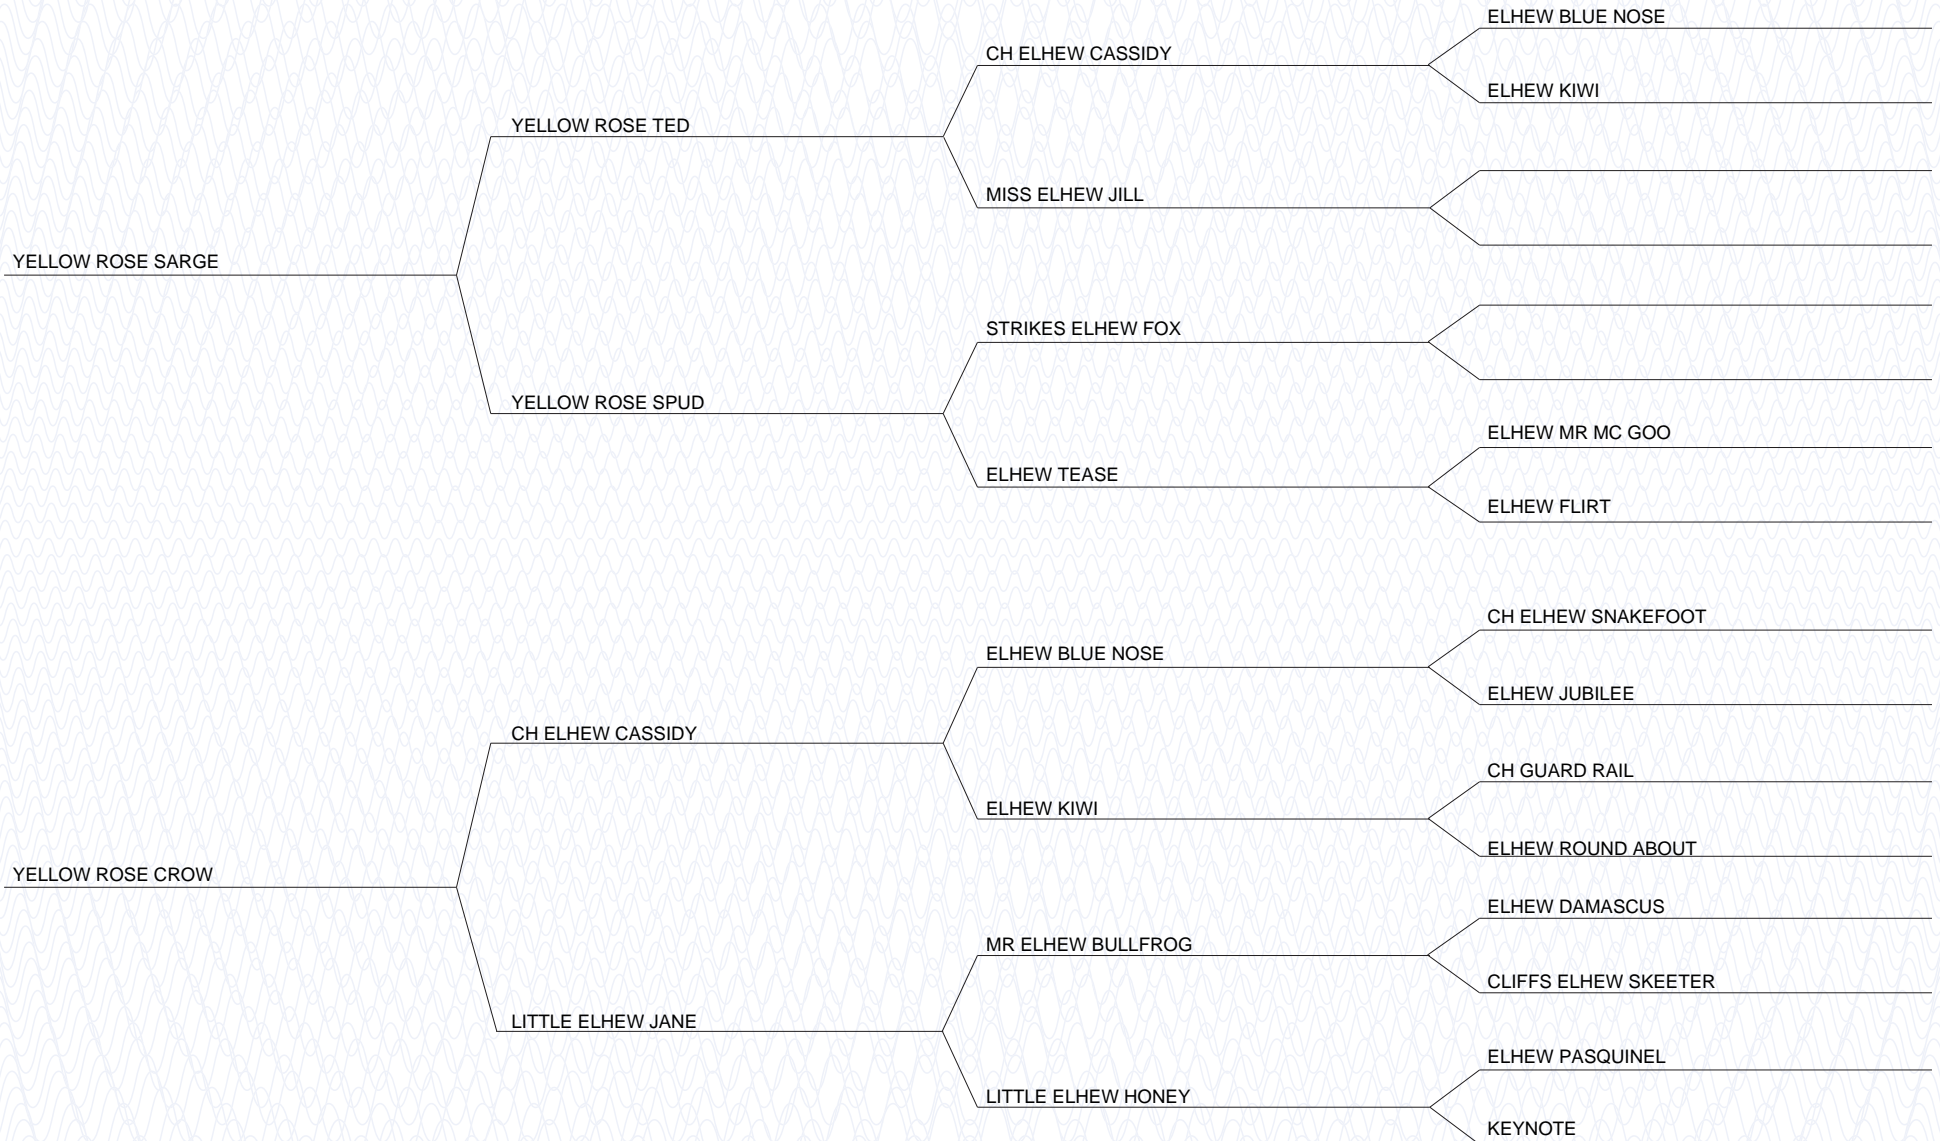 ELHEW BLUE NOSE
CH ELHEW CASSIDY
ELHEW KIWI
YELLOW ROSE TED
MISS ELHEW JILL
YELLOW ROSE SARGE
STRIKES ELHEW FOX
YELLOW ROSE SPUD
ELHEW MR MC GOO
ELHEW TEASE
ELHEW FLIRT
CH ELHEW SNAKEFOOT
ELHEW BLUE NOSE
ELHEW JUBILEE
CH ELHEW CASSIDY
CH GUARD RAIL
ELHEW KIWI
ELHEW ROUND ABOUT
YELLOW ROSE CROW
ELHEW DAMASCUS
MR ELHEW BULLFROG
CLIFFS ELHEW SKEETER
LITTLE ELHEW JANE
ELHEW PASQUINEL
LITTLE ELHEW HONEY
KEYNOTE